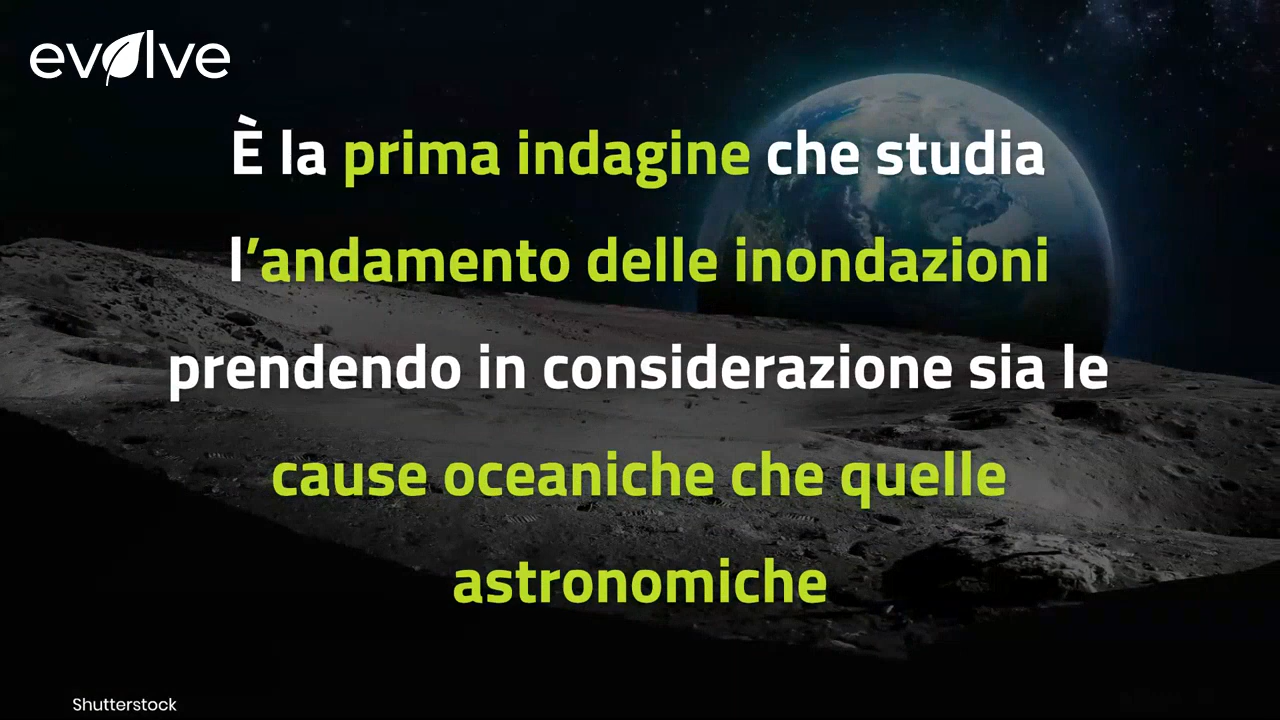 evolve
È la prima indagine che studia
l’andamento delle inondazioni
prendendo in considerazione sia le
cause oceaniche che quelle
astronomiche
Shutterstock